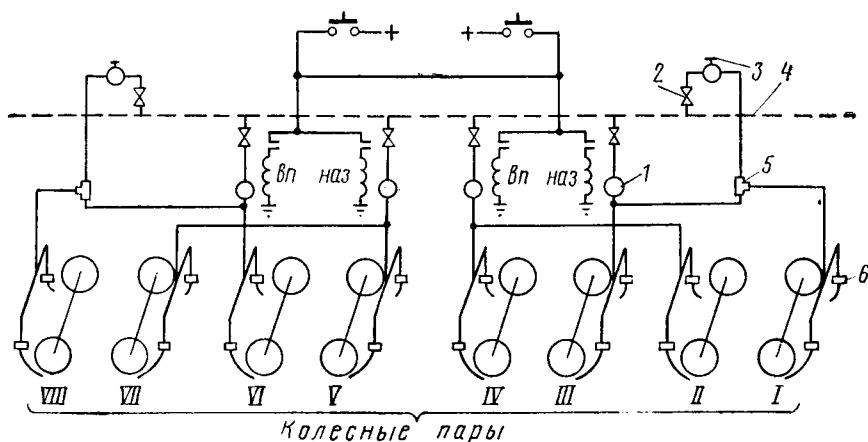 + +
2 3 4
вп наз вп наз 1 5
6
VIII VII VI V IV III II I
Колесные пары